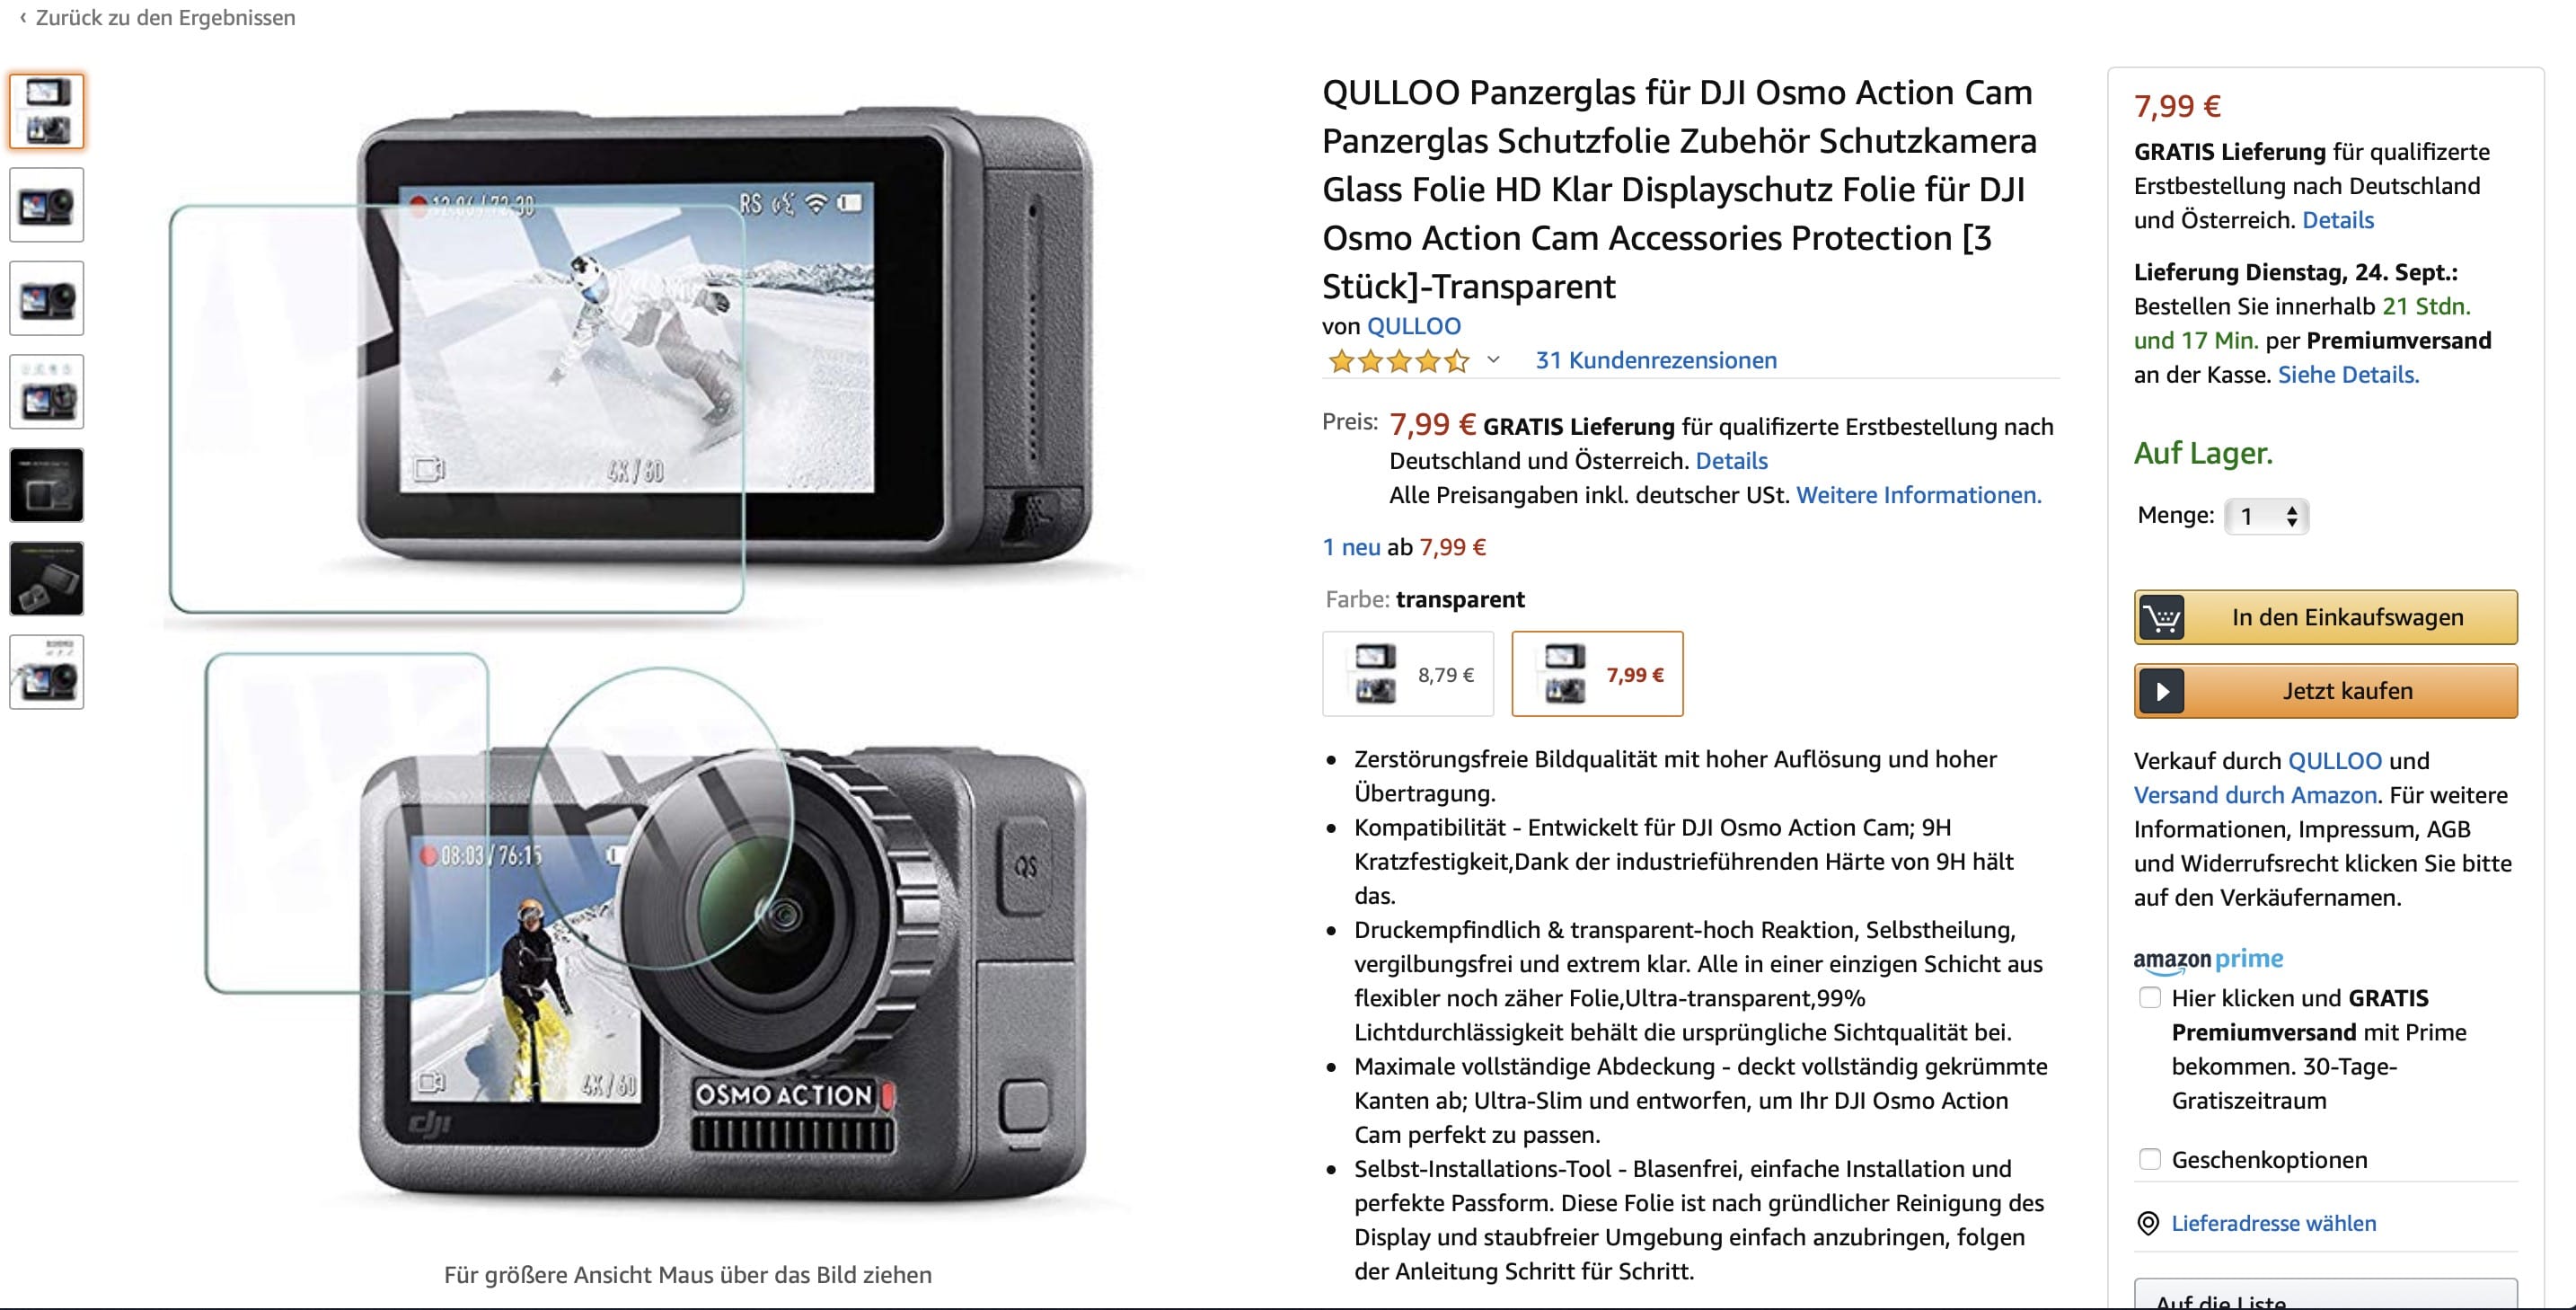 ‹ Zurück zu den Ergebnissen
12:06 / 72:30
RS
4K / 60
08:03 / 76:15
QS
4K / 60
OSMO ACTION
dji
Für größere Ansicht Maus über das Bild ziehen
QULLOO Panzerglas für DJI Osmo Action Cam
Panzerglas Schutzfolie Zubehör Schutzkamera
Glass Folie HD Klar Displayschutz Folie für DJI
Osmo Action Cam Accessories Protection [3
Stück]-Transparent
von QULLOO
31 Kundenrezensionen
Preis: 7,99 € GRATIS Lieferung für qualifizerte Erstbestellung nach
Deutschland und Österreich. Details
Alle Preisangaben inkl. deutscher USt. Weitere Informationen.
1 neu ab 7,99 €
Farbe: transparent
8,79 €
7,99 €
• Zerstörungsfreie Bildqualität mit hoher Auflösung und hoher
Übertragung.
• Kompatibilität - Entwickelt für DJI Osmo Action Cam; 9H
Kratzfestigkeit,Dank der industrieführenden Härte von 9H hält
das.
• Druckempfindlich & transparent-hoch Reaktion, Selbstheilung,
vergilbungsfrei und extrem klar. Alle in einer einzigen Schicht aus
flexibler noch zäher Folie,Ultra-transparent,99%
Lichtdurchlässigkeit behält die ursprüngliche Sichtqualität bei.
• Maximale vollständige Abdeckung - deckt vollständig gekrümmte
Kanten ab; Ultra-Slim und entworfen, um Ihr DJI Osmo Action
Cam perfekt zu passen.
• Selbst-Installations-Tool - Blasenfrei, einfache Installation und
perfekte Passform. Diese Folie ist nach gründlicher Reinigung des
Display und staubfreier Umgebung einfach anzubringen, folgen
der Anleitung Schritt für Schritt.
7,99 €
GRATIS Lieferung für qualifizerte
Erstbestellung nach Deutschland
und Österreich. Details
Lieferung Dienstag, 24. Sept.:
Bestellen Sie innerhalb 21 Stdn.
und 17 Min. per Premiumversand
an der Kasse. Siehe Details.
Auf Lager.
Menge: 1
In den Einkaufswagen
Jetzt kaufen
Verkauf durch QULLOO und
Versand durch Amazon. Für weitere
Informationen, Impressum, AGB
und Widerrufsrecht klicken Sie bitte
auf den Verkäufernamen.
amazon prime
Hier klicken und GRATIS
Premiumversand mit Prime
bekommen. 30-Tage-
Gratiszeitraum
Geschenkoptionen
Lieferadresse wählen
Auf die Liste